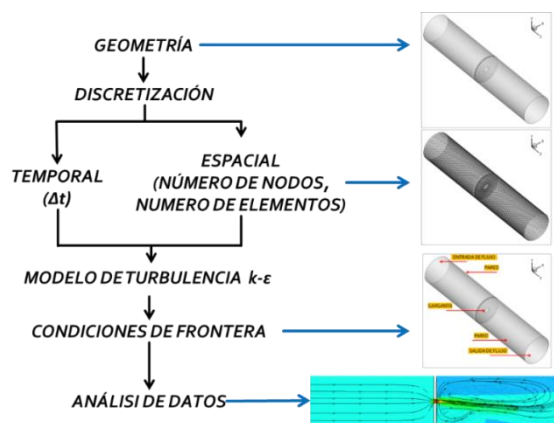 GEOMETRÍA
DISCRETIZACIÓN
TEMPORAL
(Δt)
ESPACIAL
(NÚMERO DE NODOS,
NUMERO DE ELEMENTOS)
MODELO DE TURBULENCIA k-ε
CONDICIONES DE FRONTERA
ENTRADA DE FLUJO
PARED
GARGANTA
PARED
SALIDA DE FLUJO
ANÁLISI DE DATOS